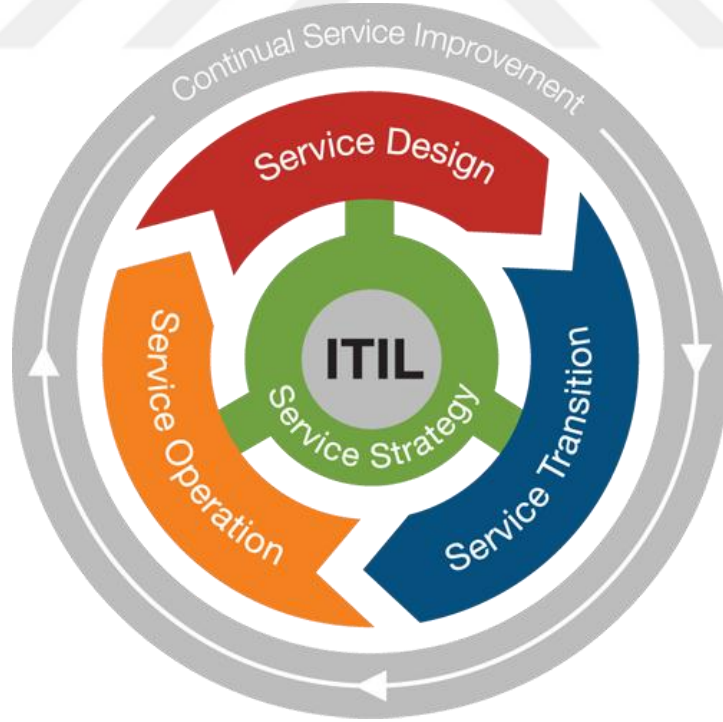 Continual Service Improvement
Service Design
Service Transition
Service Operation
ITIL
Service Strategy